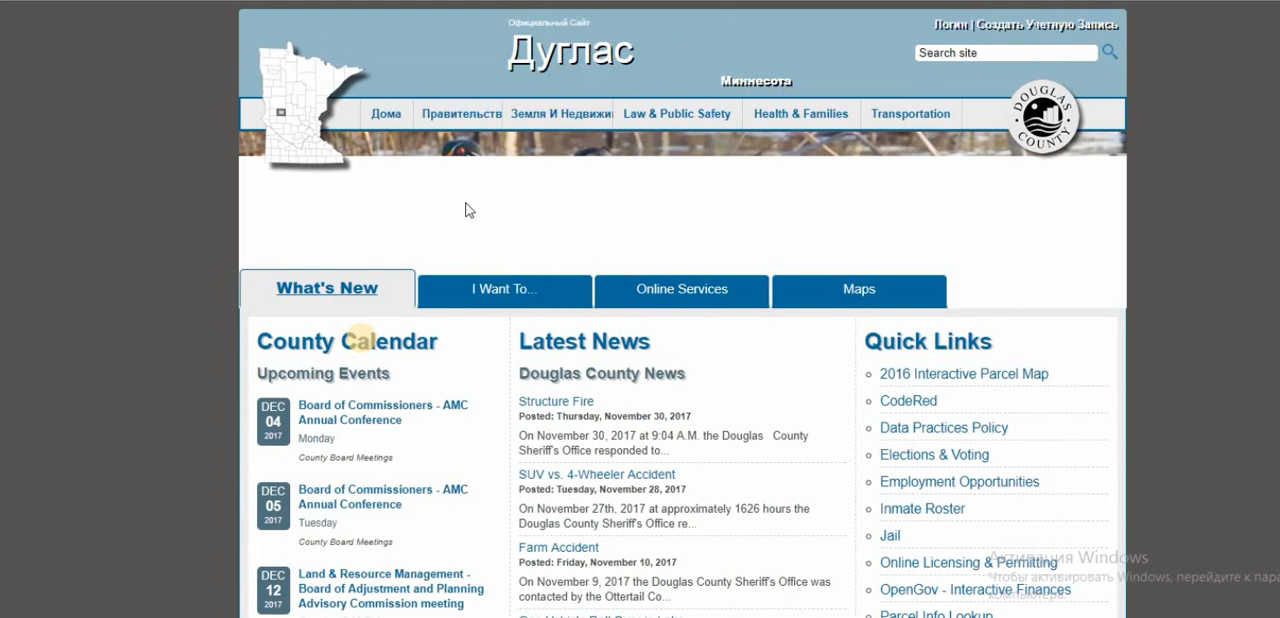 Официальный Сайт
Дуглас
Миннесота
Логин | Создать Учетную Запись
Search site
DOUGLAS COUNTY
Дома
Правительств
Земля И Недвижи
Law & Public Safety
Health & Families
Transportation
What's New
I Want To...
Online Services
Maps
County Calendar
Upcoming Events
DEC
04
2017
Board of Commissioners - AMC
Annual Conference
Monday
County Board Meetings
DEC
05
2017
Board of Commissioners - AMC
Annual Conference
Tuesday
County Board Meetings
DEC
12
2017
Land & Resource Management -
Board of Adjustment and Planning
Advisory Commission meeting
Latest News
Douglas County News
Structure Fire
Posted: Thursday, November 30, 2017
On November 30, 2017 at 9:04 A.M. the Douglas County
Sheriff's Office responded to...
SUV vs. 4-Wheeler Accident
Posted: Tuesday, November 28, 2017
On November 27th, 2017 at approximately 1626 hours the
Douglas County Sheriff's Office re...
Farm Accident
Posted: Friday, November 10, 2017
On November 9, 2017 the Douglas County Sheriff's Office was
contacted by the Ottertail Co...
Quick Links
2016 Interactive Parcel Map
CodeRed
Data Practices Policy
Elections & Voting
Employment Opportunities
Inmate Roster
Jail
Online Licensing & Permitting
OpenGov - Interactive Finances
Parcel Info Lookup
Активация Windows
Чтобы активировать Windows, перейдите к пара
компьютера.